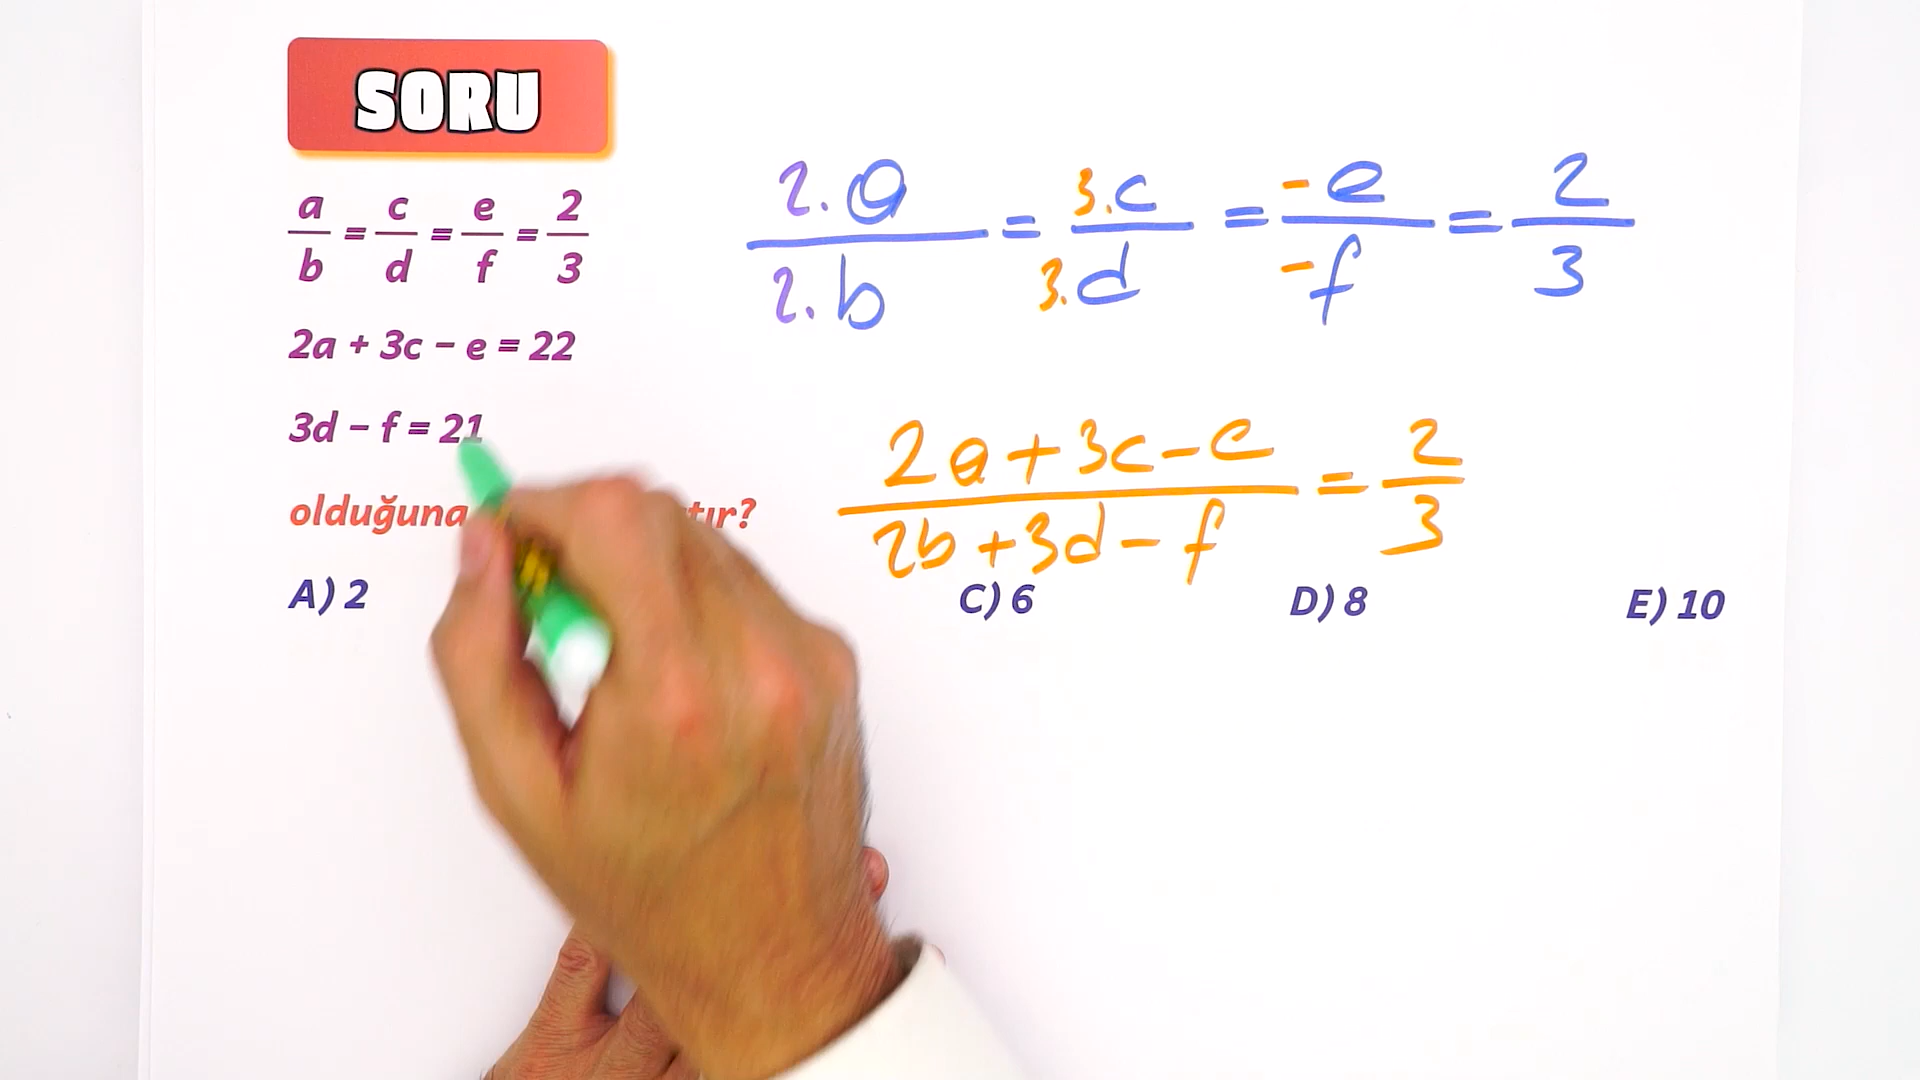 SORU
a/b = c/d = e/f = 2/3
2a + 3c − e = 22
3d − f = 21
olduğuna
A) 2 C) 6 D) 8 E) 10
2.a/2.b = 3.c/3.d = -e/-f = 2/3
2a+3c-e/2b+3d-f = 2/3